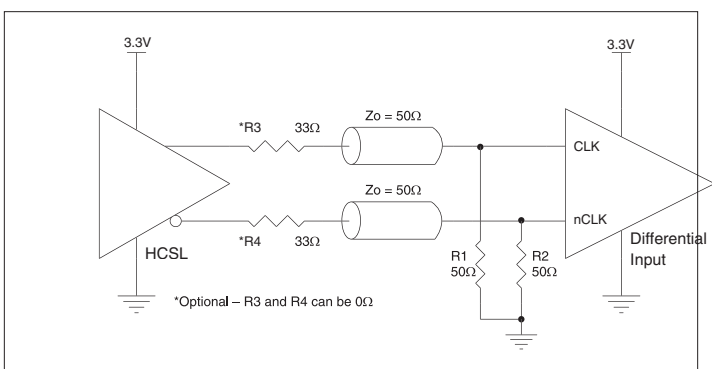 3.3V
3.3V
*R3 33Ω
Zo = 50Ω
CLK
Zo = 50Ω
nCLK
*R4 33Ω
HCSL
R1
50Ω
R2
50Ω
Differential
Input
*Optional – R3 and R4 can be 0Ω